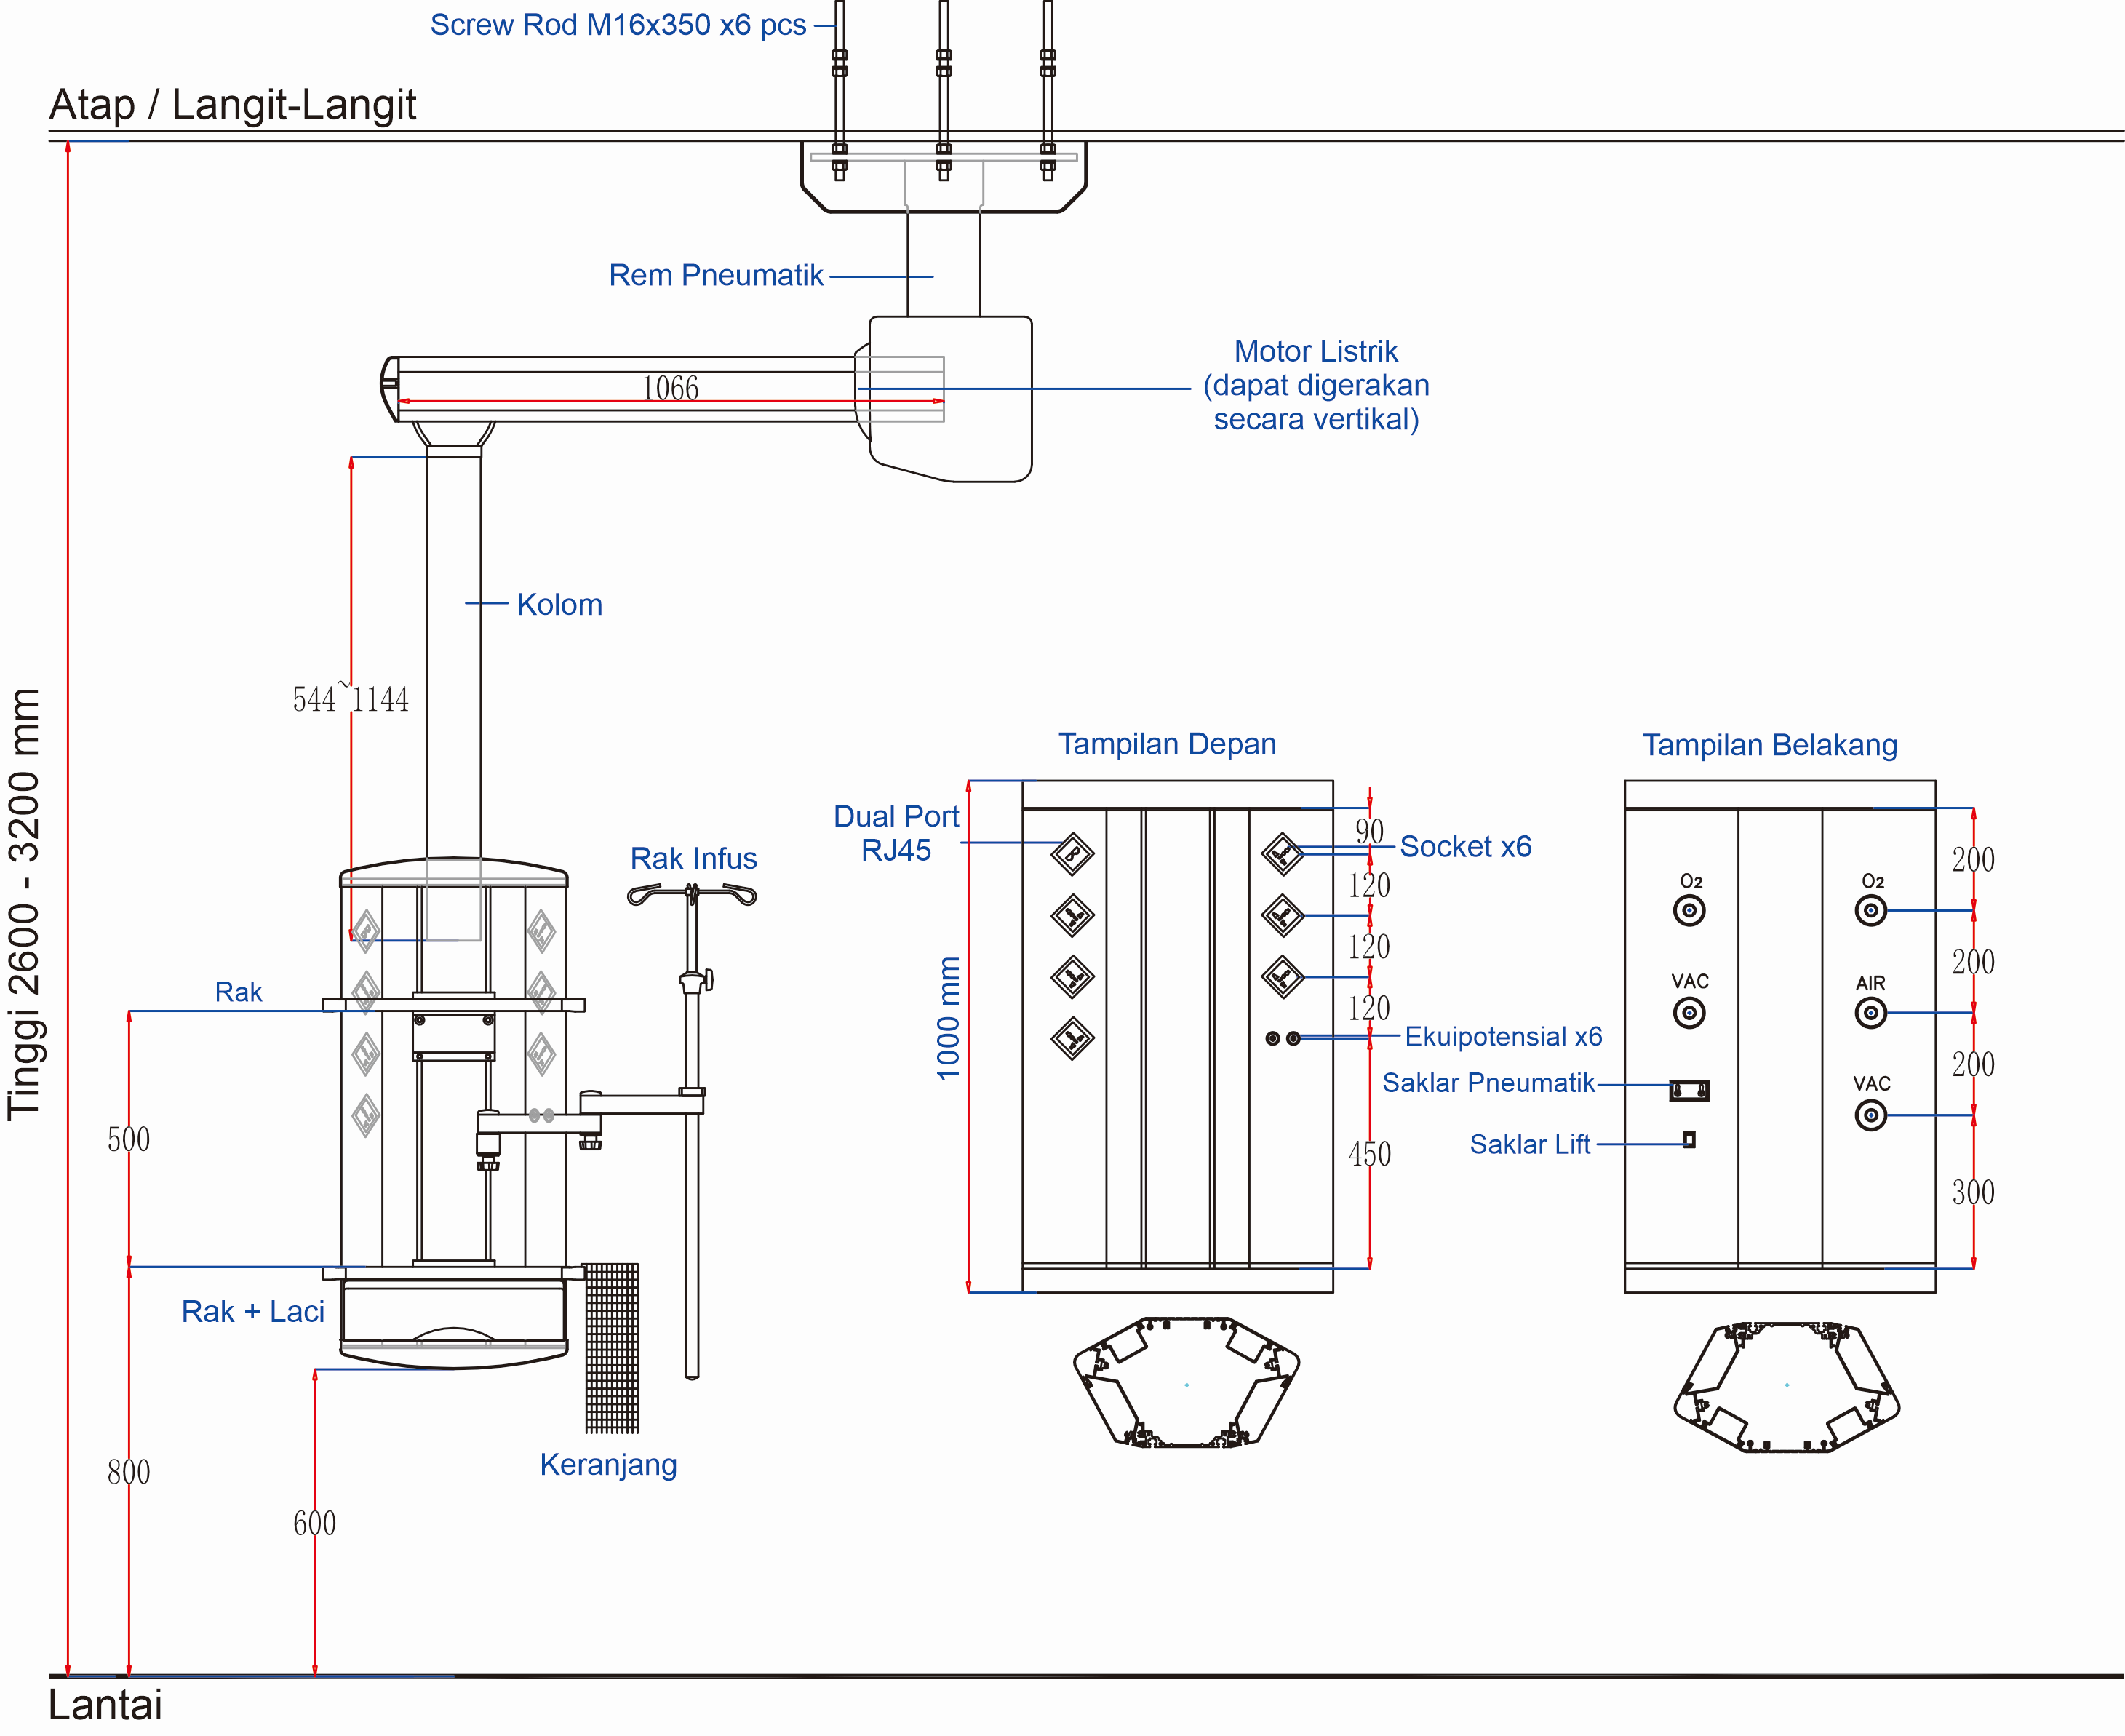 Screw Rod M16x350 x6 pcs
Atap / Langit-Langit
Rem Pneumatik
Motor Listrik
(dapat digerakan
secara vertikal)
1066
Kolom
544~1144
Tinggi 2600 - 3200 mm
Rak Infus
Rak
500
Rak + Laci
800
600
Keranjang
Tampilan Depan
Dual Port
RJ45
1000 mm
90
Socket x6
120
120
120
Ekuipotensial x6
450
Tampilan Belakang
O2
O2
200
VAC
AIR
200
Saklar Pneumatik
VAC
200
Saklar Lift
300
Lantai